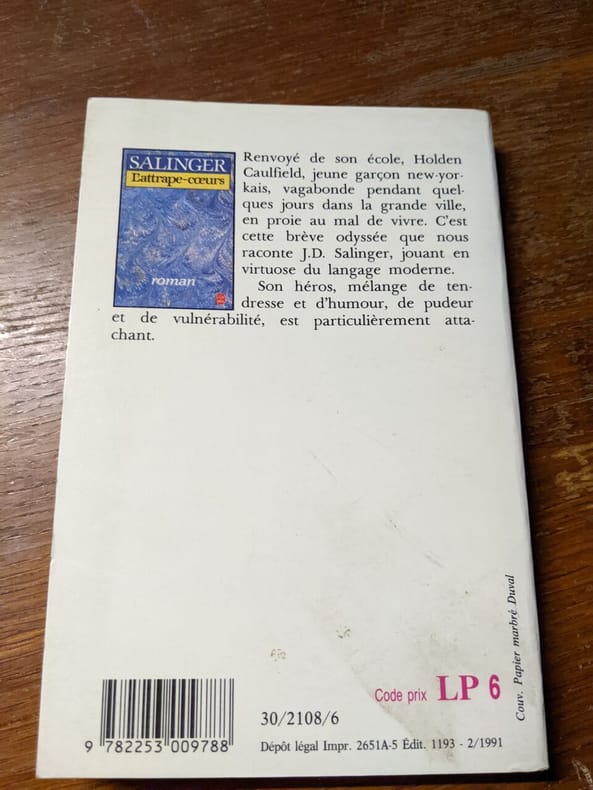 SALINGER
L'attrape-cœurs
roman
Renvoyé de son école, Holden
Caulfield, jeune garçon new-yor-
kais, vagabonde pendant quel-
ques jours dans la grande ville,
en proie au mal de vivre. C'est
cette brève odyssée que nous
raconte J.D. Salinger, jouant en
virtuose du langage moderne.
Son héros, mélange de ten-
dresse et d'humour, de pudeur
et de vulnérabilité, est particulièrement atta-
chant.
Couv. Papier marbré Duval
Code prix LP 6
30/2108/6
9 782253 009788
Dépôt légal Impr. 2651A-5 Édit. 1193 - 2/1991